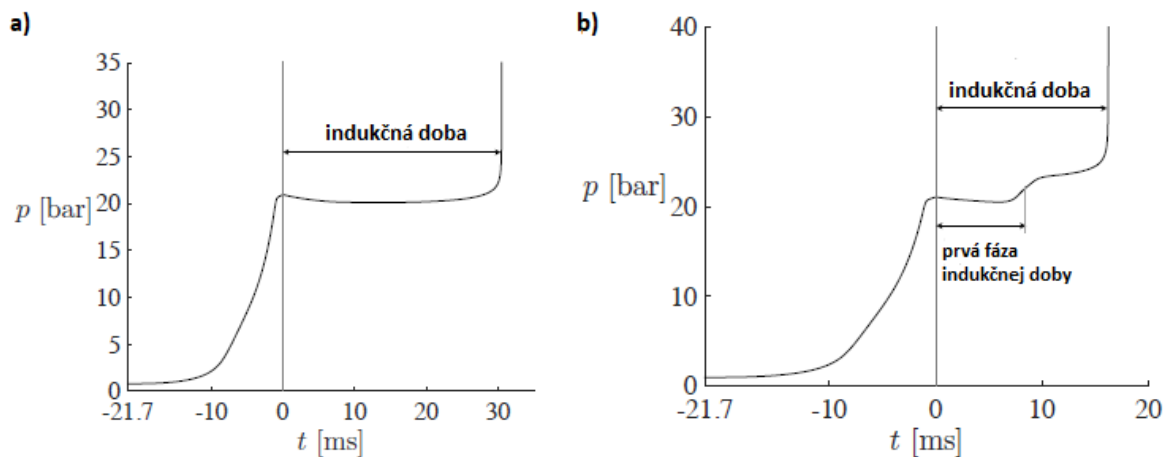 a)
35
30
25
20
15
10
5
0
p [bar]
indukčná doba
-21.7 -10 0 10 20 30
t [ms]
b)
40
30
20
10
0
p [bar]
indukčná doba
prvá fáza
indukčnej doby
-21.7 -10 0 10 20
t [ms]